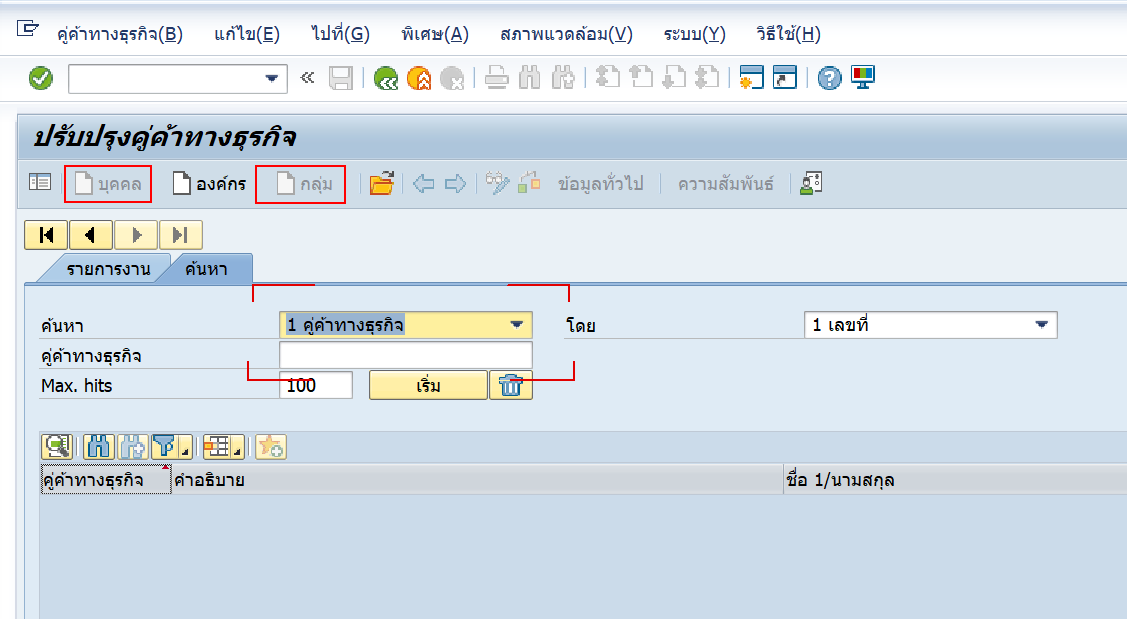 คู่ค้าทางธุรกิจ(B) แก้ไข(E) ไปที่(G) พิเศษ(A) สภาพแวดล้อม(V) ระบบ(Y) วิธีใช้(H)
ปรับปรุงคู่ค้าทางธุรกิจ
บุคคล องค์กร กลุ่ม ข้อมูลทั่วไป ความสัมพันธ์
รายการงาน ค้นหา
ค้นหา 1 คู่ค้าทางธุรกิจ โดย 1 เลขที่
คู่ค้าทางธุรกิจ
Max. hits 100 เริ่ม
คู่ค้าทางธุรกิจ คำอธิบาย ชื่อ 1/นามสกุล